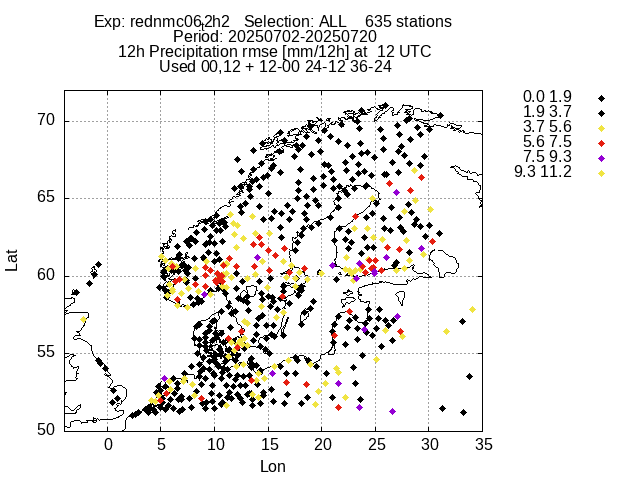 Exp: rednmc06,2h2   Selection: ALL    635 stations
Period: 20250702-20250720
12h Precipitation rmse [mm/12h] at  12 UTC
Used 00,12 + 12-00 24-12 36-24
0.0 1.9
1.9 3.7
3.7 5.6
5.6 7.5
7.5 9.3
9.3 11.2
70
65
60
55
50
Lat
0 5 10 15 20 25 30 35
Lon